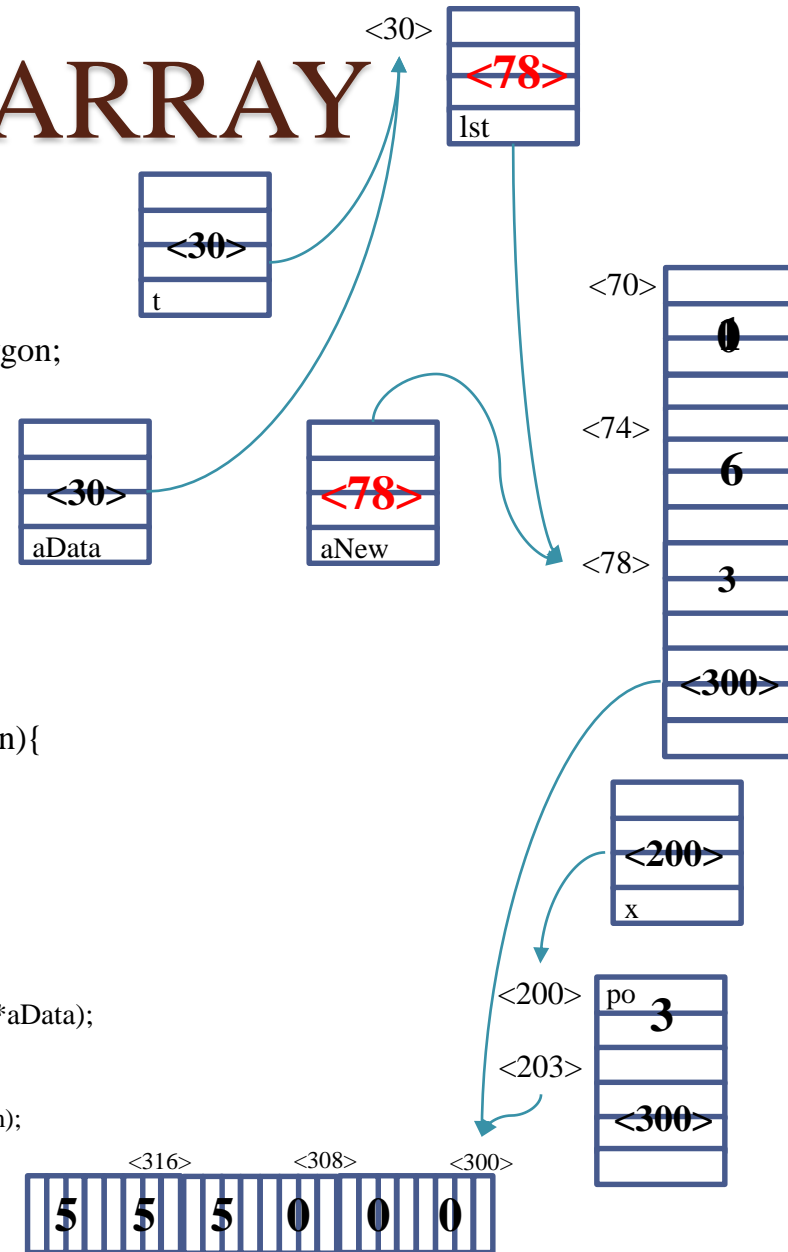 ARRAY
<30>
<78>
lst
<30>
t
<70>
gon;
<74>
6
<30>
aData
<78>
aNew
<78>
3
<300>
n){
<200>
x
<200>
po
3
*aData);
<203>
<300>
n);
<316>
<308>
<300>
5 5 5 0 0 0